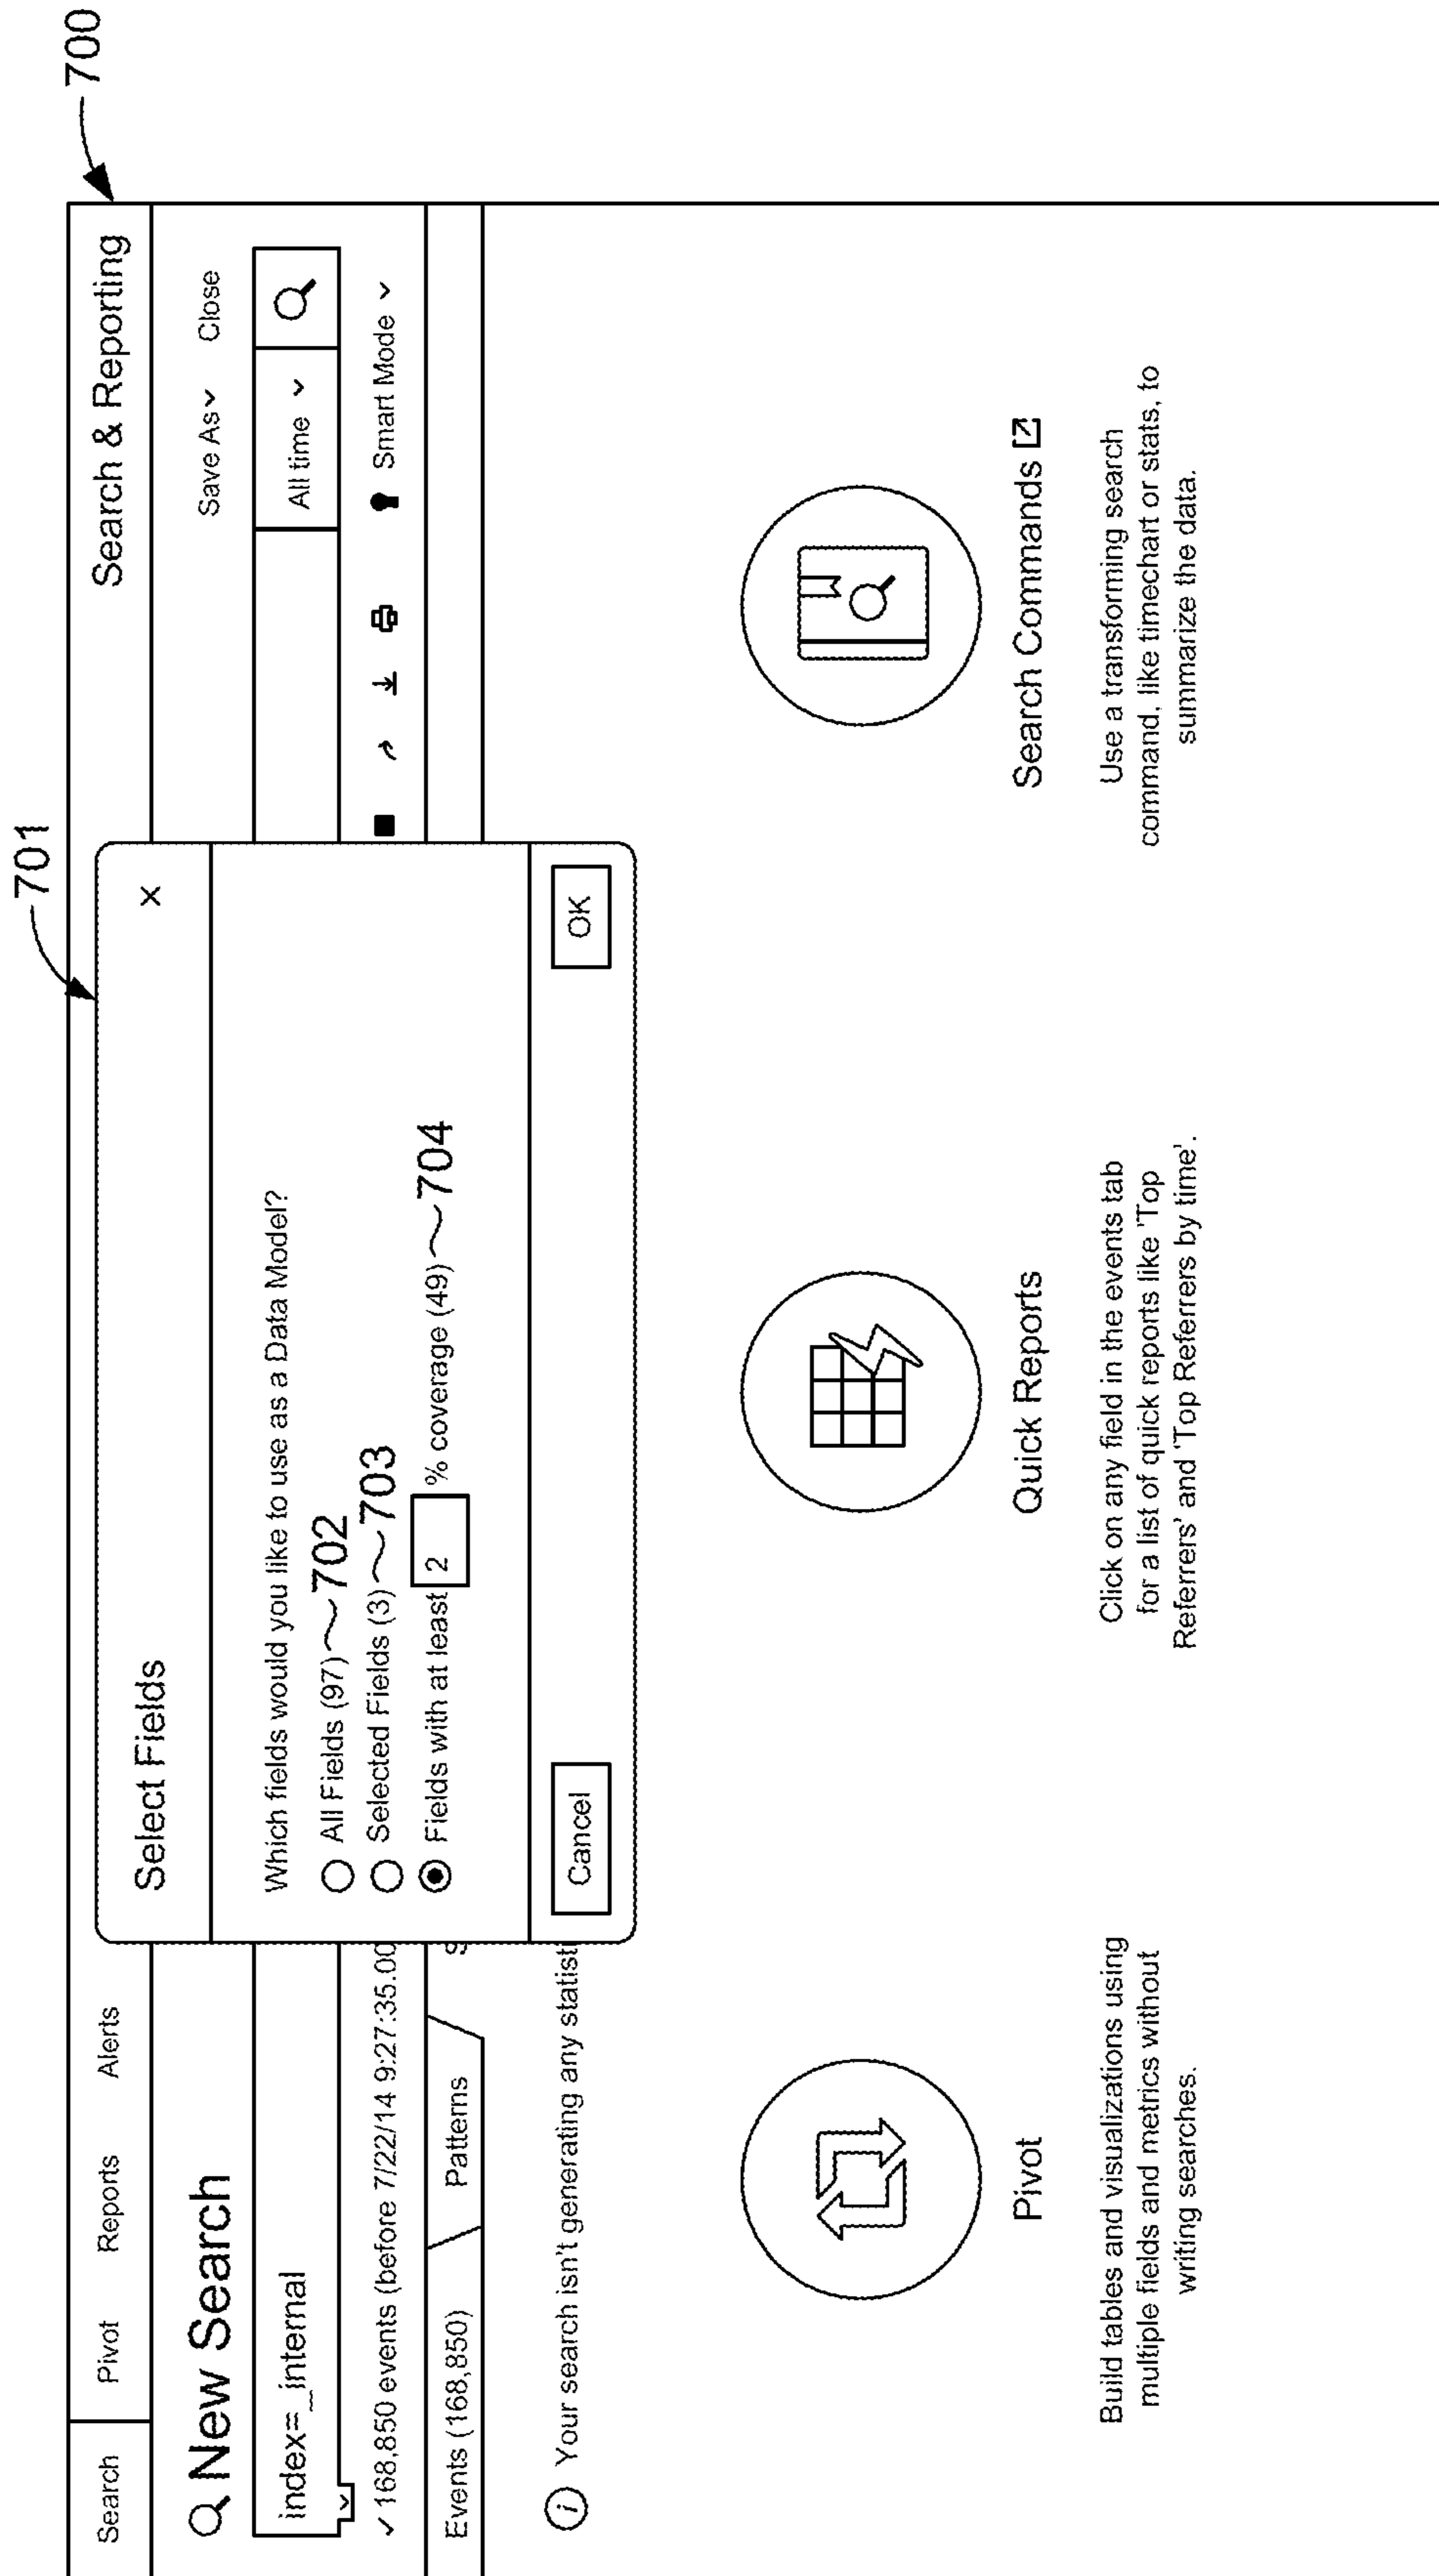 700
701
Search Pivot Reports Alerts Search & Reporting
Select Fields X
New Search
Save As Close
index=_internal
All time
Which fields would you like to use as a Data Model?
All Fields (97) 702
Selected Fields (3) 703
Fields with at least 2 % coverage (49) 704
✓ 168,850 events (before 7/22/14 9:27:35.00
Smart Mode
Events (168,850) Patterns S
i Your search isn't generating any statisti
Cancel OK
Pivot
Build tables and visualizations using
multiple fields and metrics without
writing searches.
Quick Reports
Click on any field in the events tab
for a list of quick reports like 'Top
Referrers' and 'Top Referrers by time'.
Search Commands
Use a transforming search
command, like timechart or stats, to
summarize the data.